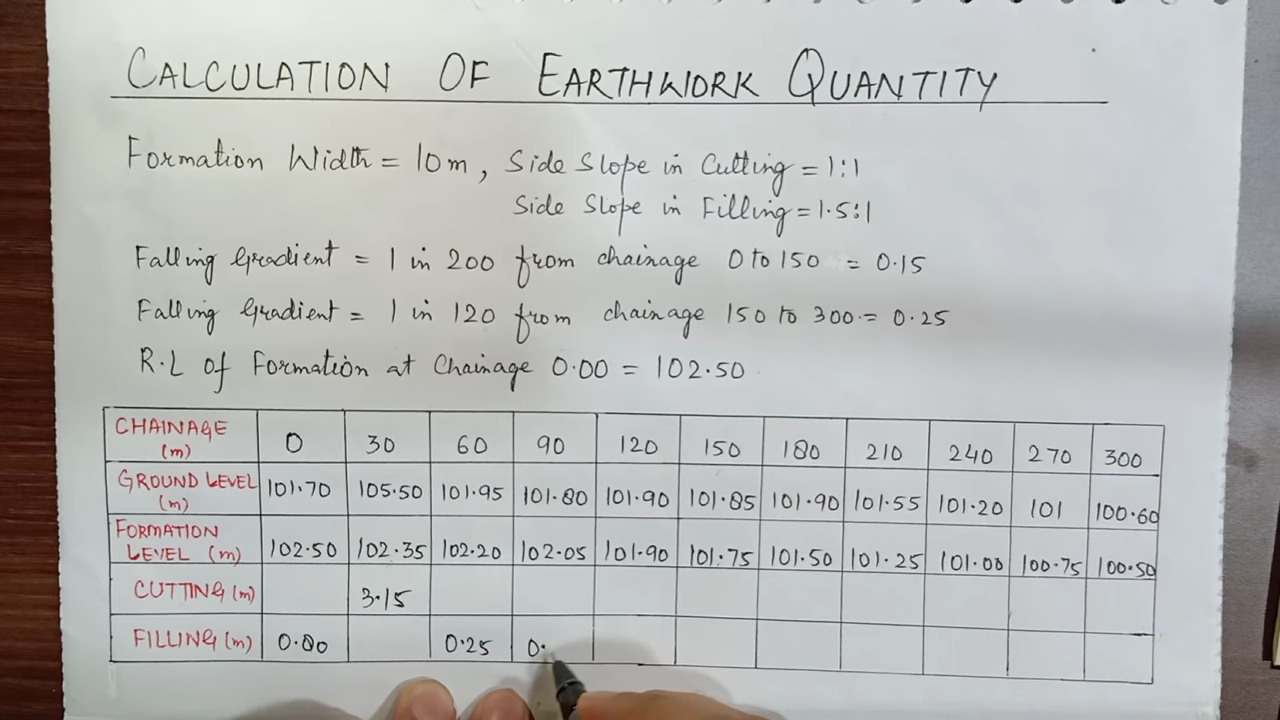 CALCULATION OF EARTHWORK QUANTITY
Formation Width = 10m, Side Slope in Cutting = 1:1
Side Slope in Filling = 1.5:1
Falling Gradient = 1 in 200 from chainage 0 to 150 = 0.15
Falling Gradient = 1 in 120 from chainage 150 to 300 = 0.25
R.L of Formation at Chainage 0.00 = 102.50
CHAINAGE (m) 0 30 60 90 120 150 180 210 240 270 300
GROUND LEVEL (m) 101.70 105.50 101.95 101.80 101.90 101.85 101.90 101.55 101.20 101 100.60
FORMATION LEVEL (m) 102.50 102.35 102.20 102.05 101.90 101.75 101.50 101.25 101.00 100.75 100.50
CUTTING (m) 3.15
FILLING (m) 0.80 0.25 0.